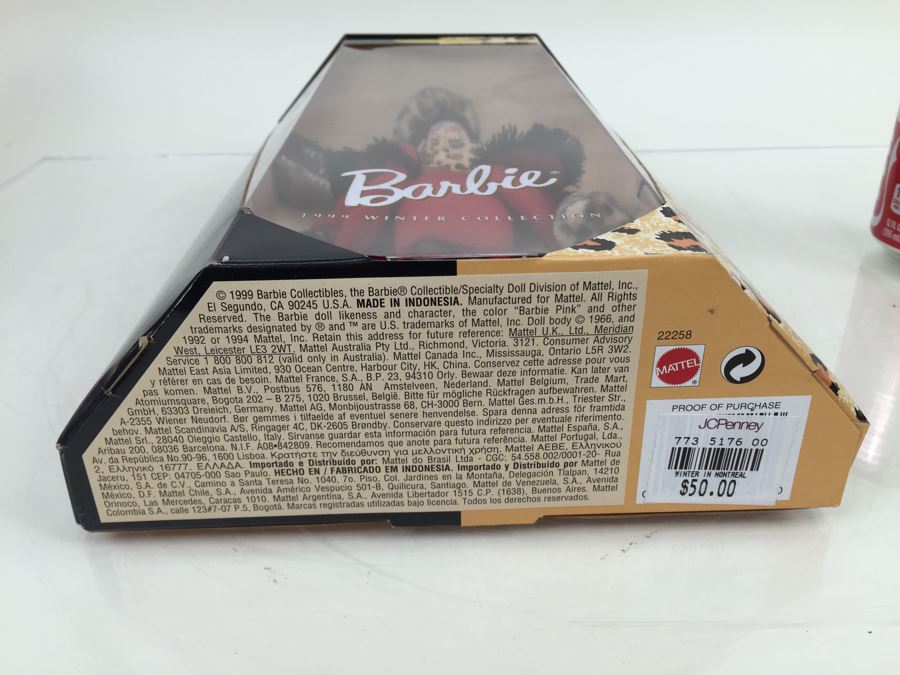 Barbie®
1999 WINTER COLLECTION
© 1999 Barbie Collectibles, the Barbie® Collectible/Specialty Doll Division of Mattel, Inc.,
El Segundo, CA 90245 U.S.A. MADE IN INDONESIA. Manufactured for Mattel. All Rights
Reserved. The Barbie doll likeness and character, the color "Barbie Pink" and other
trademarks designated by ® and ™ are U.S. trademarks of Mattel, Inc. Doll body © 1966, and
1992 or 1994 Mattel, Inc. Retain this address for future reference: Mattel U.K., Ltd., Meridian
West, Leicester LE3 2WT. Mattel Australia Pty Ltd., Richmond, Victoria. 3121. Consumer Advisory
Service 1 800 800 812 (valid only in Australia). Mattel Canada Inc., Mississauga, Ontario L5R 3W2.
Mattel East Asia Limited, 930 Ocean Centre, Harbour City, HK, China. Conservez cette adresse pour vous
y référer en cas de besoin. Mattel France, S.A., B.P. 23, 94310 Orly. Bewaar deze informatie. Kan later van
pas komen. Mattel B.V., Postbus 576, 1180 AN Amstelveen, Nederland. Mattel Belgium, Trade Mart,
Atomiumsquare, Bogota 202 – B 275, 1020 Brussel, België. Bitte für mögliche Rückfragen aufbewahren. Mattel
GmbH, 63303 Dreieich, Germany. Mattel AG, Monbijoustrasse 68, CH-3000 Bern. Mattel Ges.m.b.H., Triester Str.,
A-2355 Wiener Neudorf. Bør gemmes i tilfælde af eventuel senere henvendelse. Spara denna adress för framtida
behov. Mattel Scandinavia A/S, Ringager 4C, DK-2605 Brøndby. Conservare questo indirizzo per eventuale riferimento.
Mattel Srl., 28040 Oleggio Castello, Italy. Sirvanse guardar esta información para futura referencia. Mattel España, S.A.,
Aribau 200, 08036 Barcelona. N.I.F. A08•842809. Recomendamos que anote para futura referência. Mattel Portugal, Lda.,
Av. da República No 90-96, 1600 Lisboa. Κρατήστε την διεύθυνση για μελλοντική χρήση. Mattel AEBE, Ελληνικού
2, Ελληνικό 16777. ΕΛΛΑΔΑ. Importado e Distribuido por: Mattel do Brasil Ltda - CGC: 54.558.002/0001-20- Rua
Jaceru, 151 CEP: 04705-000 Sao Paulo. HECHO EN / FABRICADO EM INDONESIA. Importado y Distribuido por Mattel de
México, S.A. de C.V., Camino a Santa Teresa No. 1040, 7o. Piso, Col. Jardines en la Montaña, Delegación Tlalpan, 14210
México, D.F. Mattel Chile, S.A., Avenida Américo Vespucio 501-B, Quilicura, Santiago. Mattel de Venezuela, S.A., Avenida
Orinoco, Las Mercedes, Caracas 1010. Mattel Argentina, S.A., Avenida Libertador 1515 C.P. (1638), Buenos Aires. Mattel
Colombia S.A., calle 123#7-07 P.5, Bogotá. Marcas registradas utilizadas bajo licencia. Todos los derechos reservados.
22258
MATTEL®
PROOF OF PURCHASE
JCPenney
773 5176 00
WINTER IN MONTREAL
$50.00